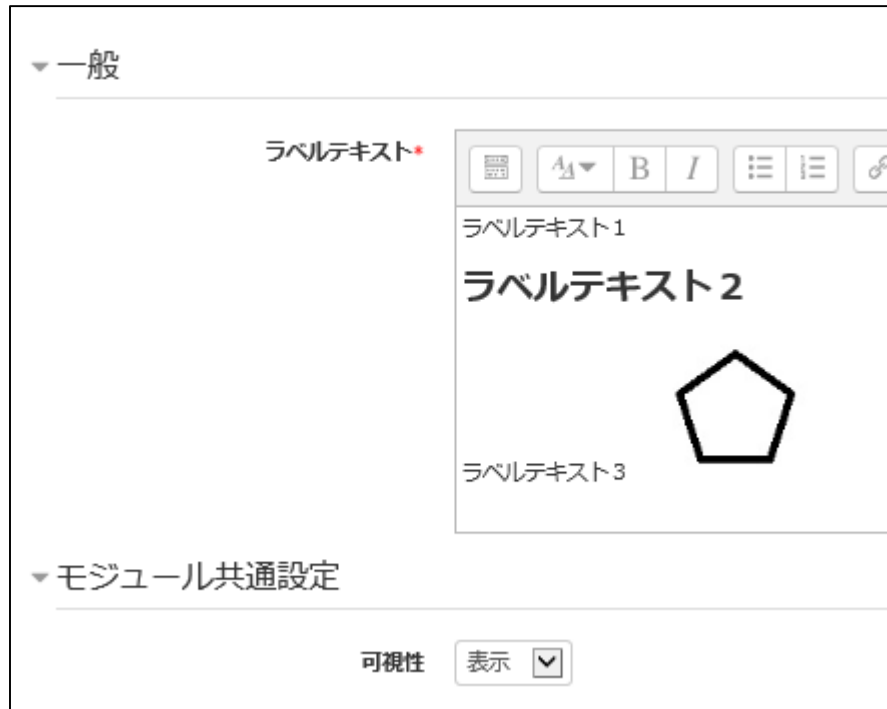 一般
ラベルテキスト*
B I
ラベルテキスト1
ラベルテキスト2
ラベルテキスト3
モジュール共通設定
可視性 表示